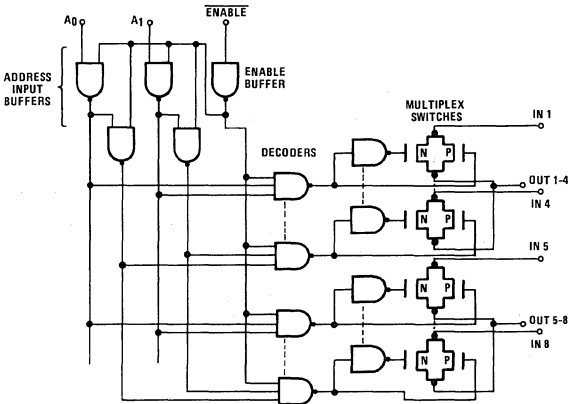 A0
A1
ENABLE
ADDRESS
INPUT
BUFFERS
ENABLE
BUFFER
DECODERS
MULTIPLEX
SWITCHES
IN 1
N P
OUT 1-4
IN 4
N P
IN 5
N P
OUT 5-8
IN 8
N P